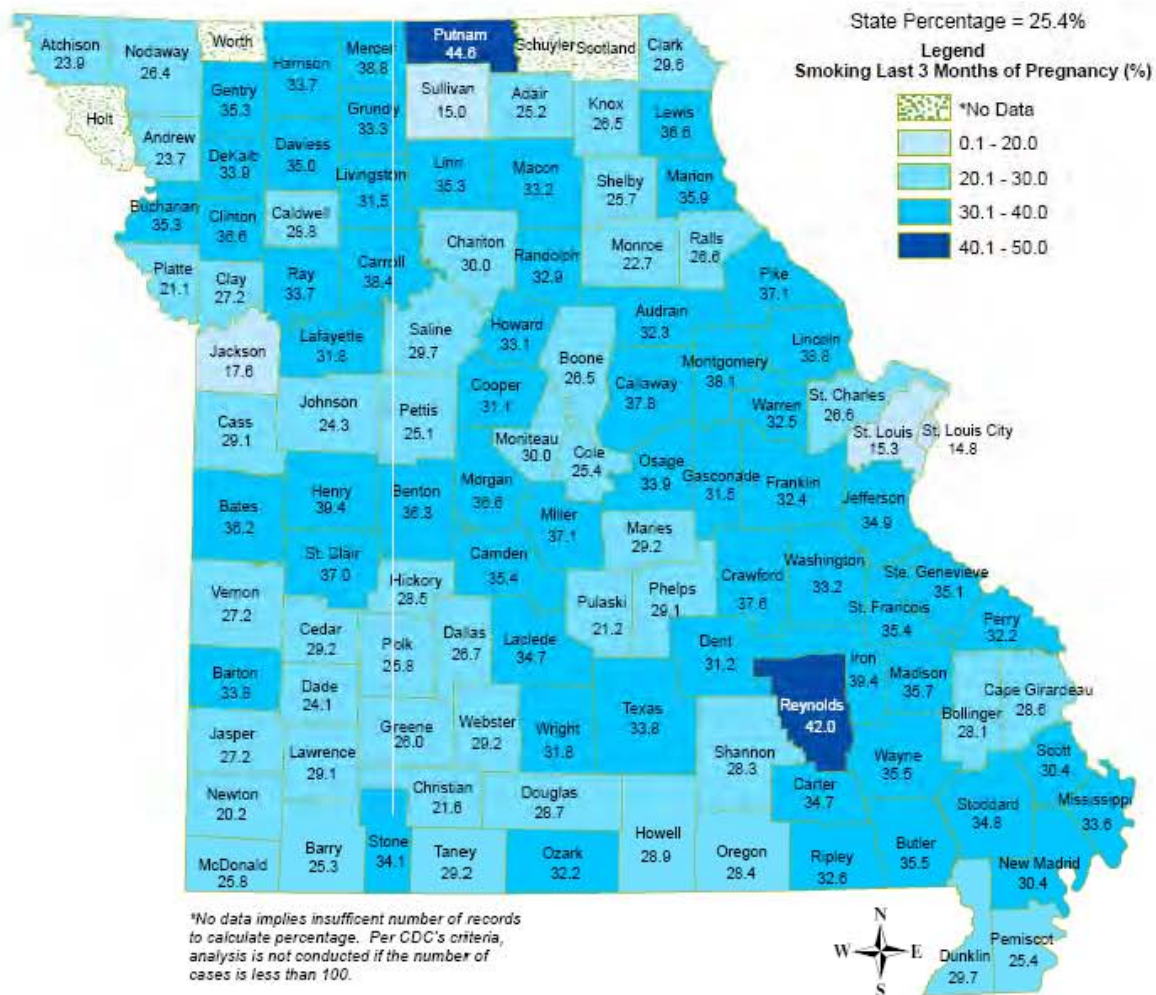 State Percentage = 25.4%
Legend
Smoking Last 3 Months of Pregnancy (%)
*No Data
0.1 - 20.0
20.1 - 30.0
30.1 - 40.0
40.1 - 50.0
Atchison
23.9
Nodaway
26.4
Worth
Harrison
33.7
Mercer
38.8
Putnam
44.6
Schuyler
Scotland
Clark
29.6
Holt
Andrew
23.7
Gentry
35.3
DeKalb
33.9
Daviess
35.0
Grundy
33.3
Sullivan
15.0
Adair
25.2
Knox
26.5
Lewis
36.6
Buchanan
35.3
Clinton
36.6
Caldwell
28.8
Livingston
31.5
Linn
35.3
Macon
33.2
Shelby
25.7
Marion
35.9
Platte
21.1
Clay
27.2
Ray
33.7
Carroll
38.4
Chariton
30.0
Randolph
32.9
Monroe
22.7
Ralls
26.6
Pike
37.1
Jackson
17.6
Lafayette
31.8
Saline
29.7
Howard
33.1
Boone
26.5
Audrain
32.3
Callaway
37.8
Montgomery
38.1
Lincoln
38.8
Warren
32.5
St. Charles
26.6
St. Louis
15.3
St. Louis City
14.8
Cass
29.1
Johnson
24.3
Pettis
25.1
Cooper
31.1
Moniteau
30.0
Cole
25.4
Osage
33.9
Gasconade
31.5
Franklin
32.4
Jefferson
34.9
Bates
36.2
Henry
39.4
Benton
36.3
Morgan
36.6
Miller
37.1
Maries
29.2
St. Clair
37.0
Hickory
28.5
Camden
35.4
Pulaski
21.2
Phelps
29.1
Crawford
37.6
Washington
33.2
Ste. Genevieve
35.1
St. Francois
35.4
Perry
32.2
Vernon
27.2
Cedar
29.2
Polk
25.8
Dallas
26.7
Laclede
34.7
Dent
31.2
Iron
39.4
Madison
35.7
Bollinger
28.1
Cape Girardeau
28.6
Barton
33.8
Dade
24.1
Greene
26.0
Webster
29.2
Wright
31.8
Texas
33.8
Shannon
28.3
Reynolds
42.0
Wayne
35.5
Scott
30.4
Jasper
27.2
Lawrence
29.1
Christian
21.6
Douglas
28.7
Howell
28.9
Carter
34.7
Stoddard
34.8
Mississippi
33.6
Newton
20.2
McDonald
25.8
Barry
25.3
Stone
34.1
Taney
29.2
Ozark
32.2
Oregon
28.4
Ripley
32.6
Butler
35.5
New Madrid
30.4
Dunklin
29.7
Pemiscot
25.4
*No data implies insufficent number of records
to calculate percentage. Per CDC's criteria,
analysis is not conducted if the number of
cases is less than 100.
N
W
E
S